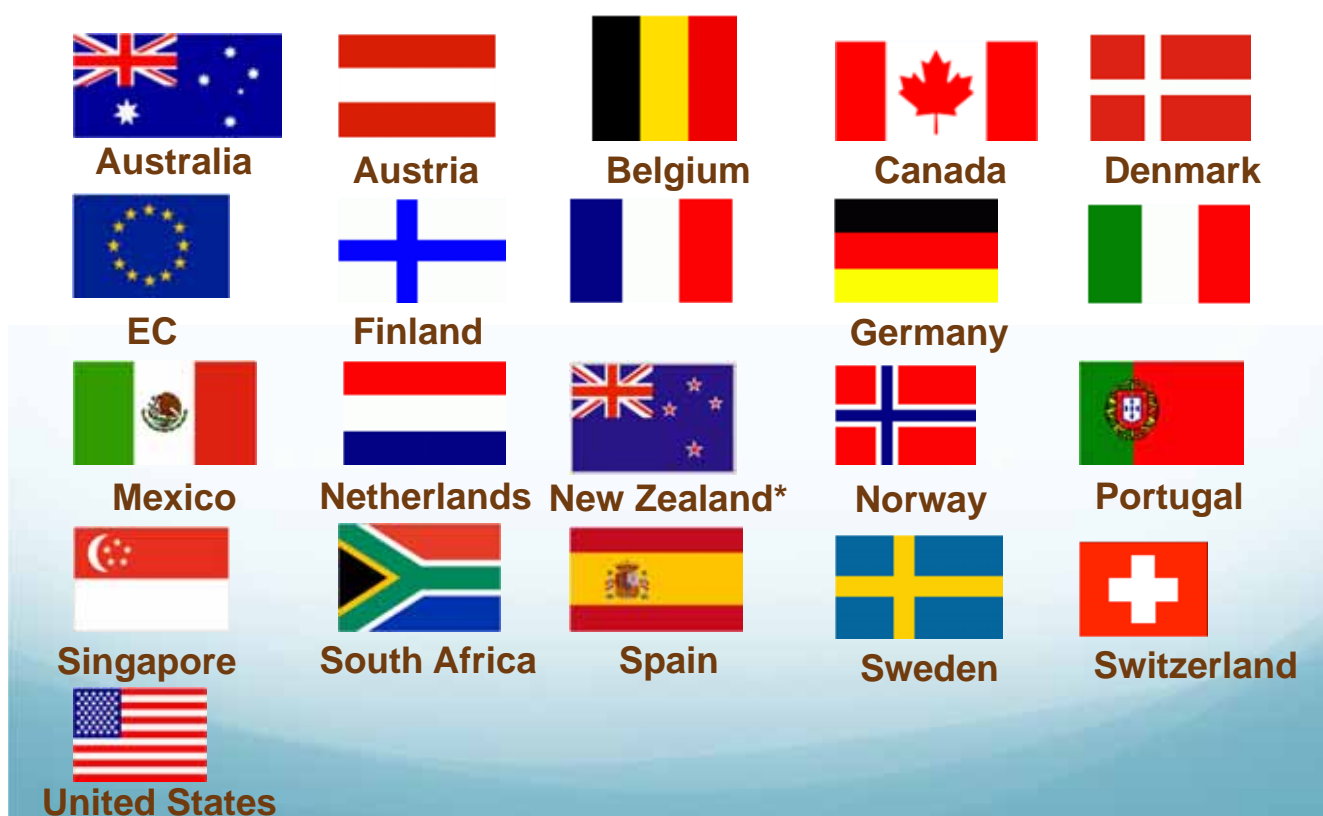 Australia
Austria
Belgium
Canada
Denmark
EC
Finland
Germany
Mexico
Netherlands
New Zealand*
Norway
Portugal
Singapore
South Africa
Spain
Sweden
Switzerland
United States